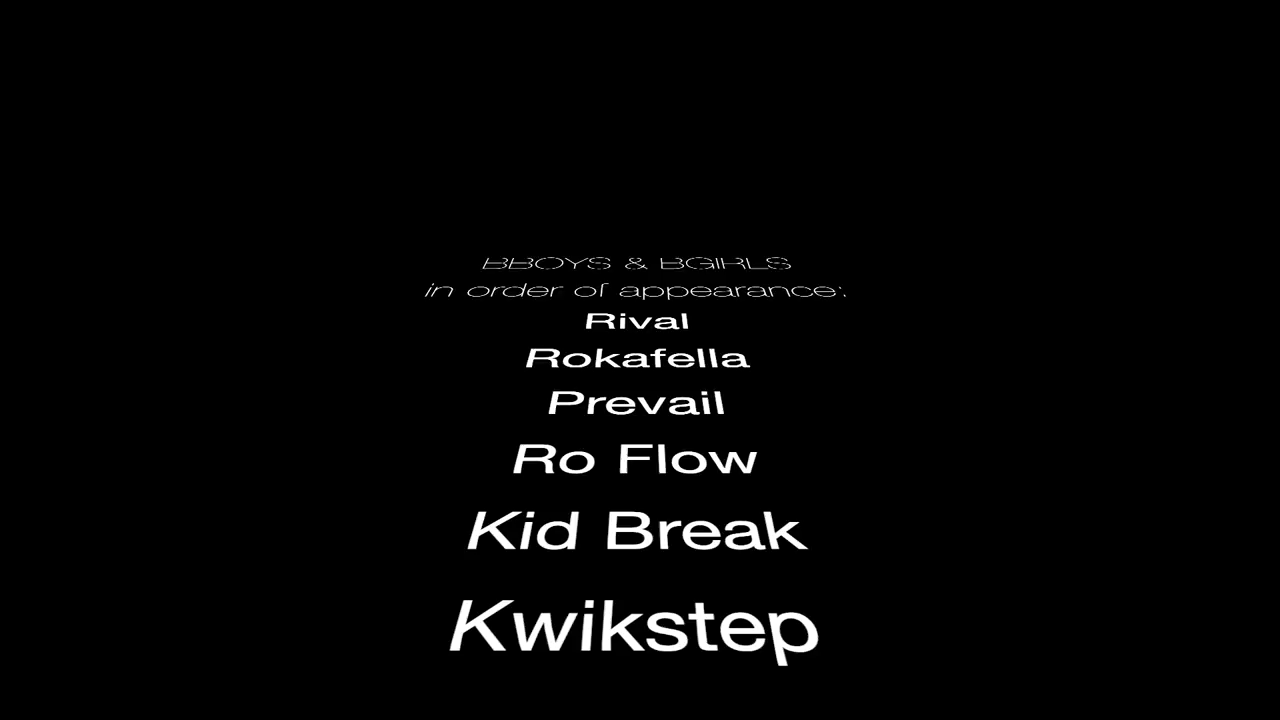 BBOYS & BGIRLS
in order of appearance:
Rival
Rokafella
Prevail
Ro Flow
Kid Break
Kwikstep